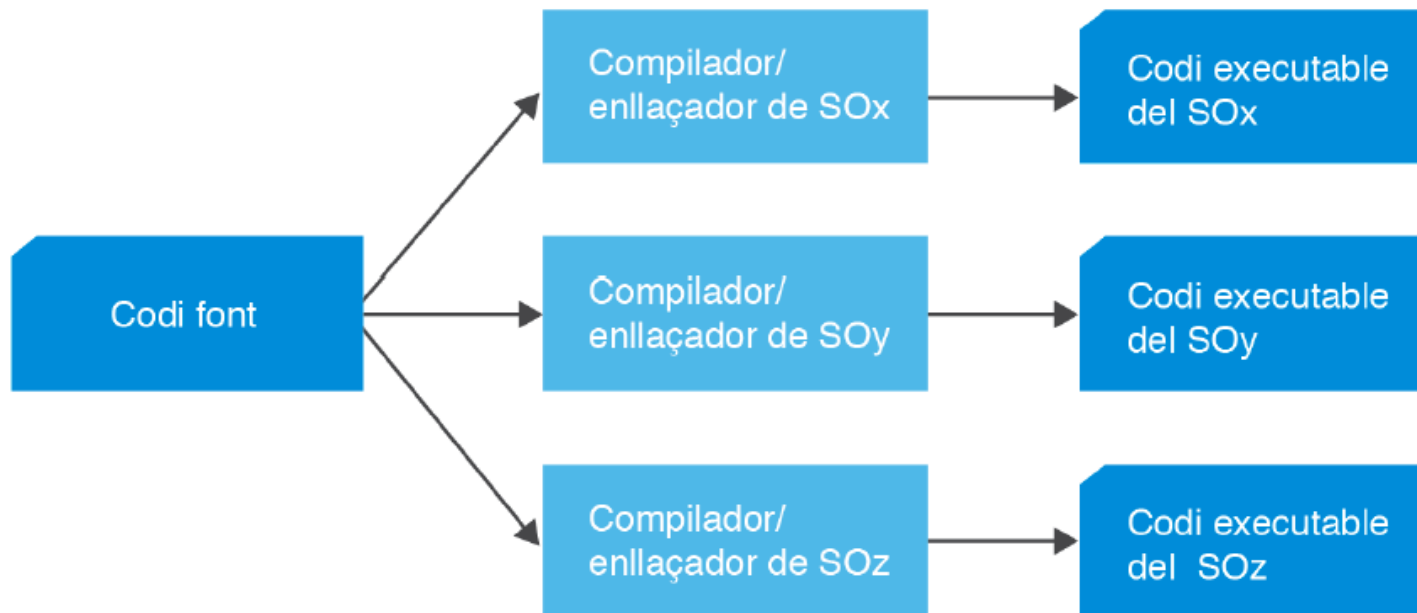 Codi font
Compilador/
enllaçador de SOx
Codi executable
del SOx
Compilador/
enllaçador de SOy
Codi executable
del SOy
Compilador/
enllaçador de SOz
Codi executable
del SOz